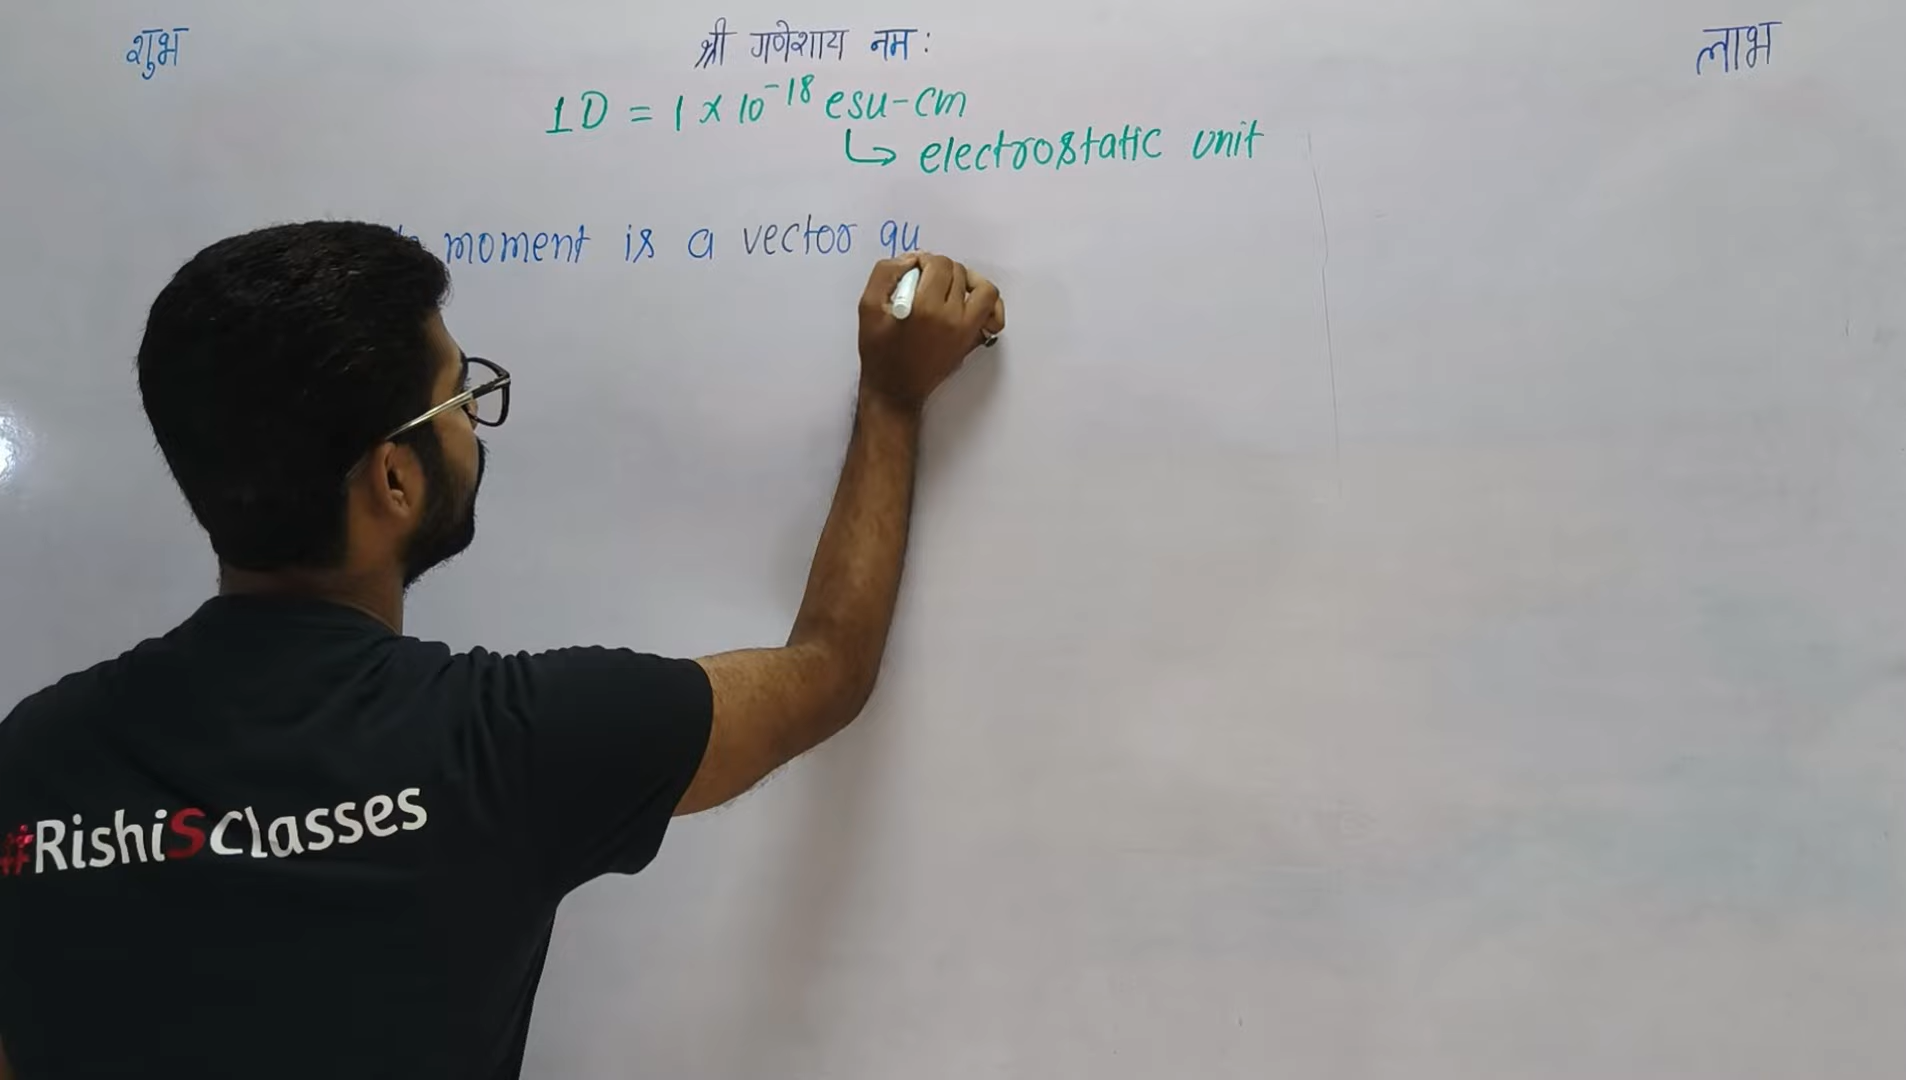 शुभ
श्री गणेशाय नम:
लाभ
1D = 1 x 10⁻¹⁸ esu-cm
↳ electrostatic unit
moment is a vector qu
#RishiSClasses